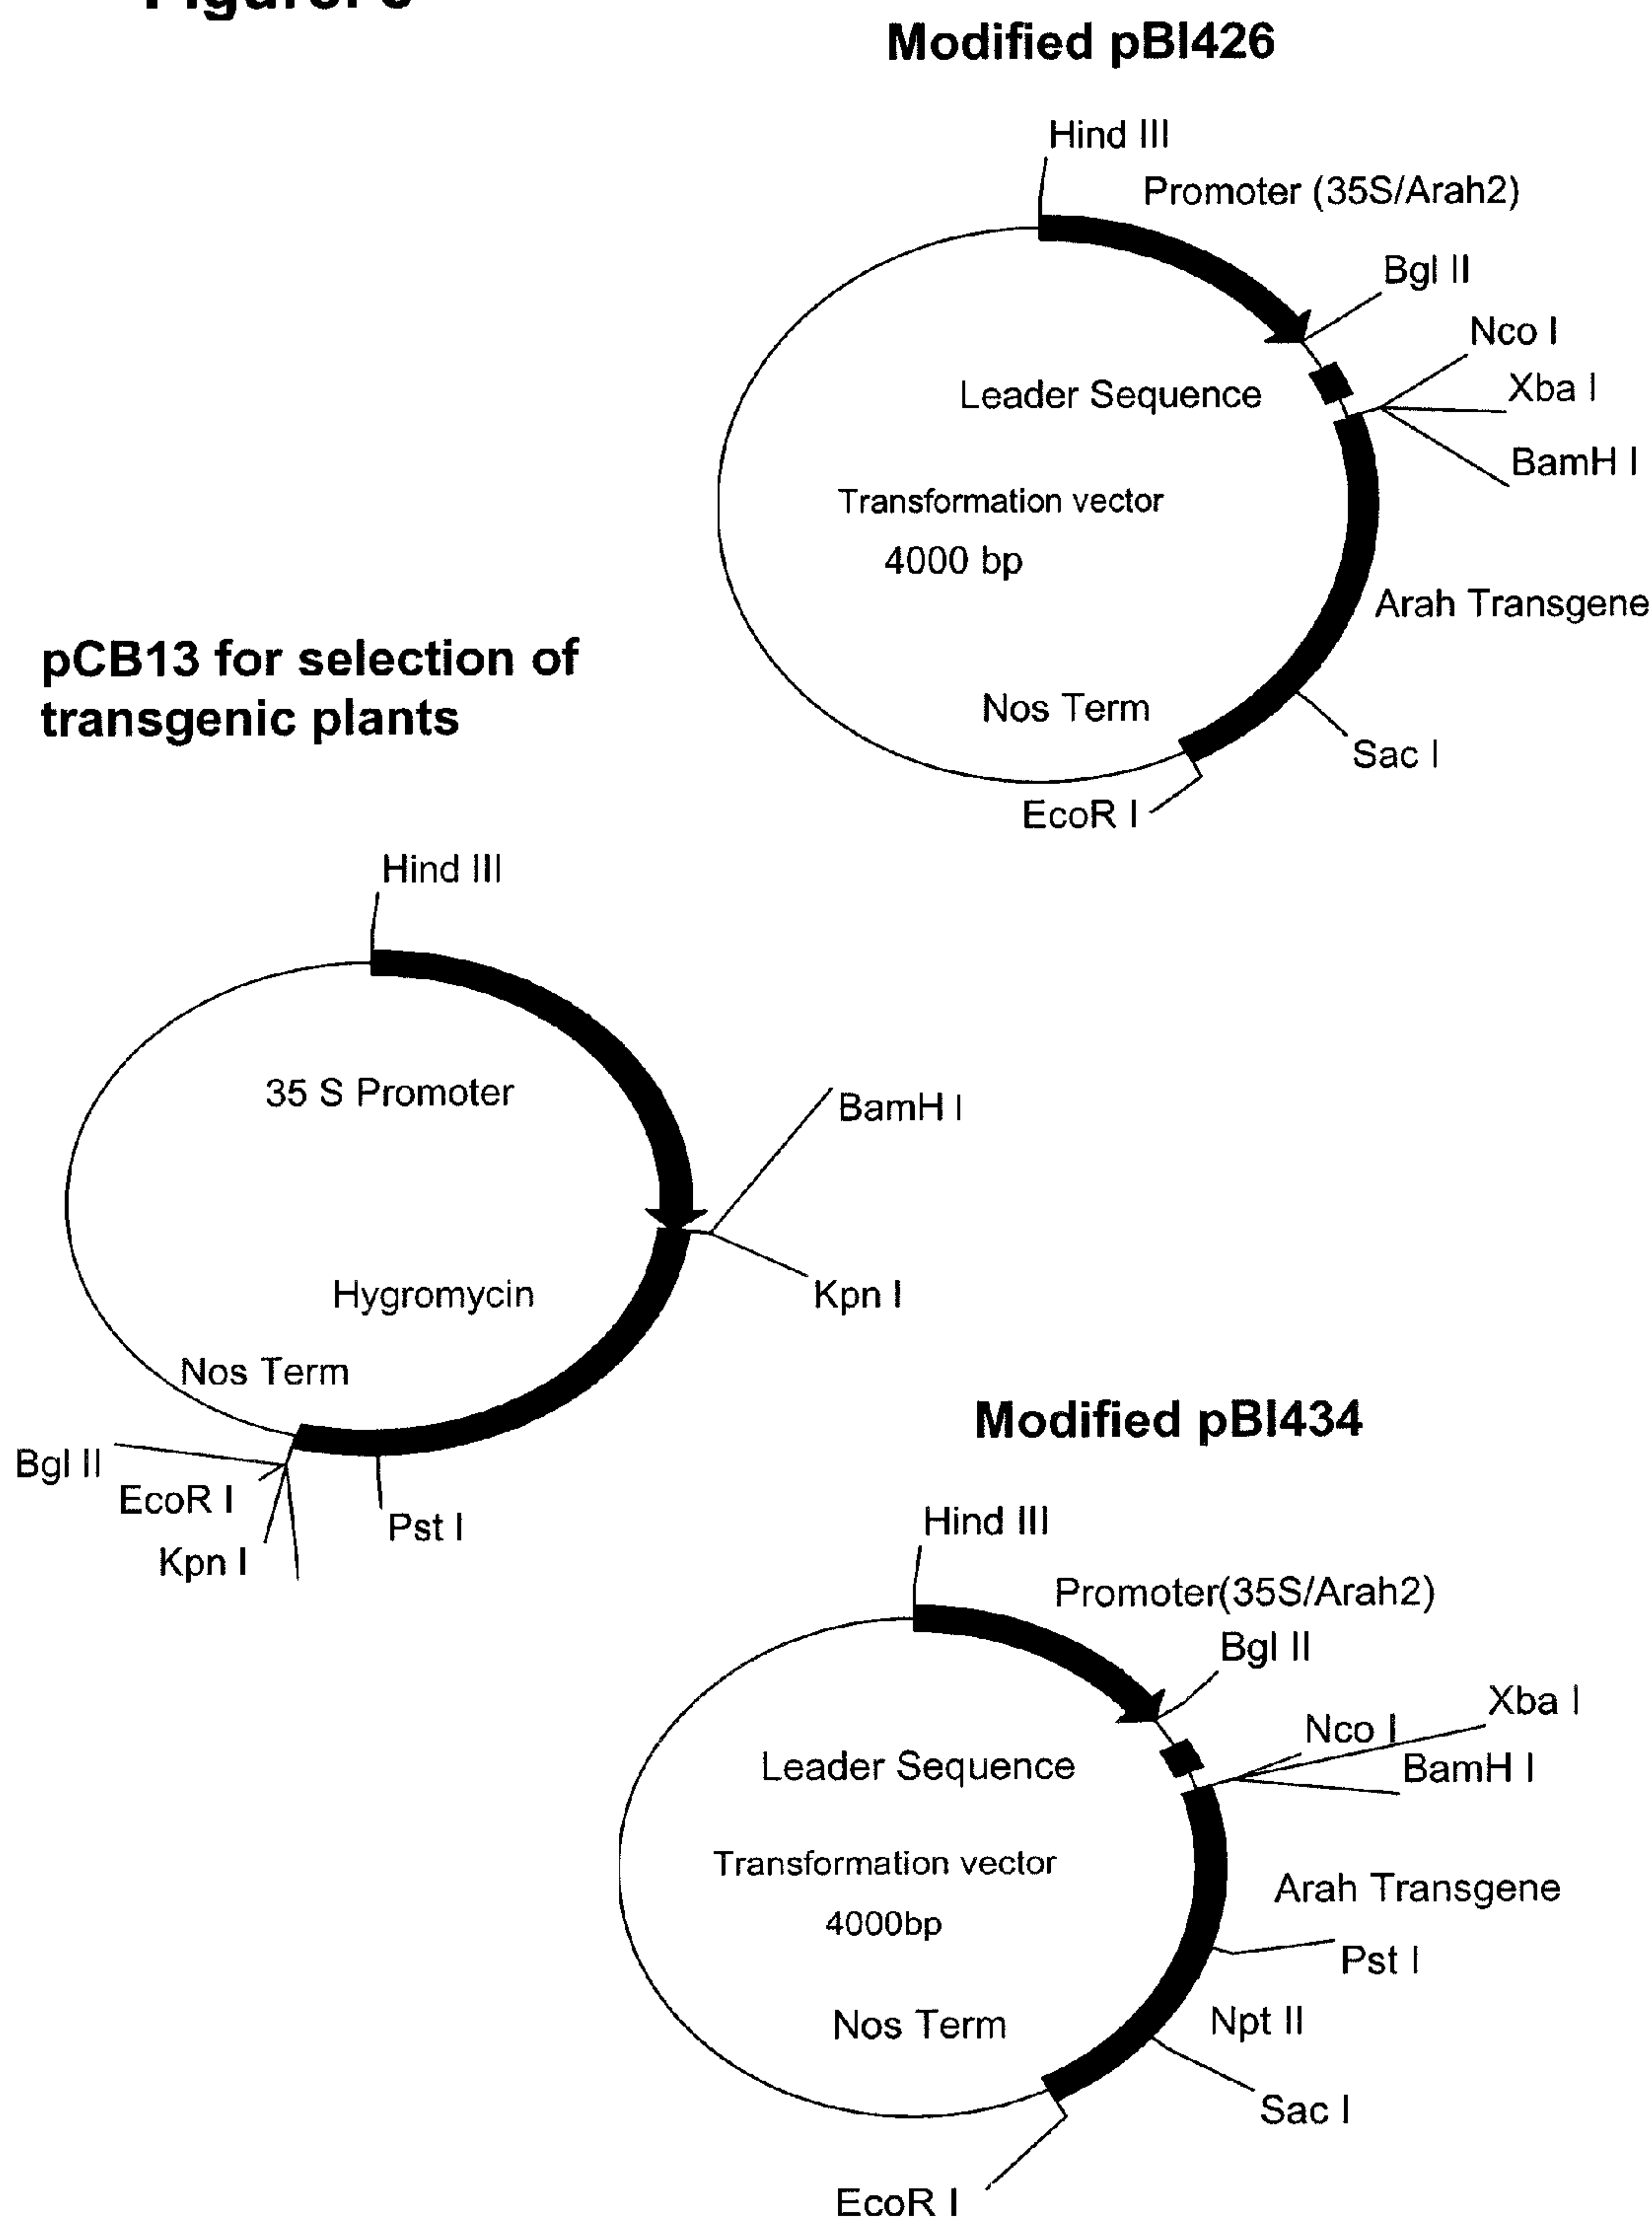 Modified pBI426
Hind III
Promoter (35S/Arah2)
Bgl II
Nco I
Leader Sequence
Xba I
BamH I
Transformation vector
4000 bp
Arah Transgene
Nos Term
Sac I
EcoR I
pCB13 for selection of
transgenic plants
Hind III
35 S Promoter
BamH I
Hygromycin
Kpn I
Nos Term
Bgl II
EcoR I
Pst I
Kpn I
Modified pBI434
Hind III
Promoter(35S/Arah2)
Bgl II
Xba I
Nco I
Leader Sequence
BamH I
Transformation vector
Arah Transgene
4000bp
Pst I
Npt II
Nos Term
Sac I
EcoR I